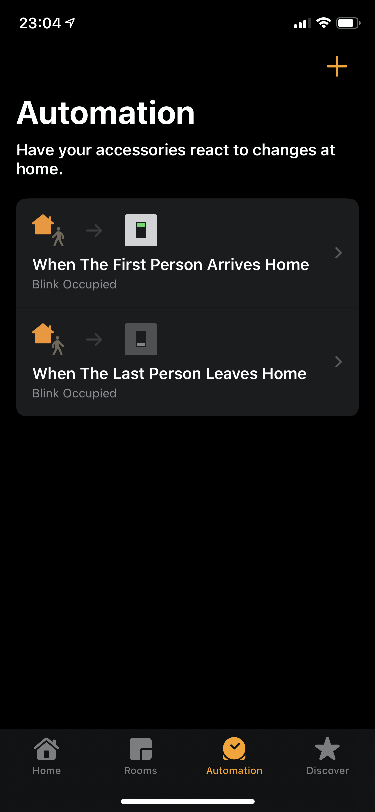 23:04
Automation
Have your accessories react to changes at
home.
When The First Person Arrives Home
Blink Occupied
When The Last Person Leaves Home
Blink Occupied
Home
Rooms
Automation
Discover